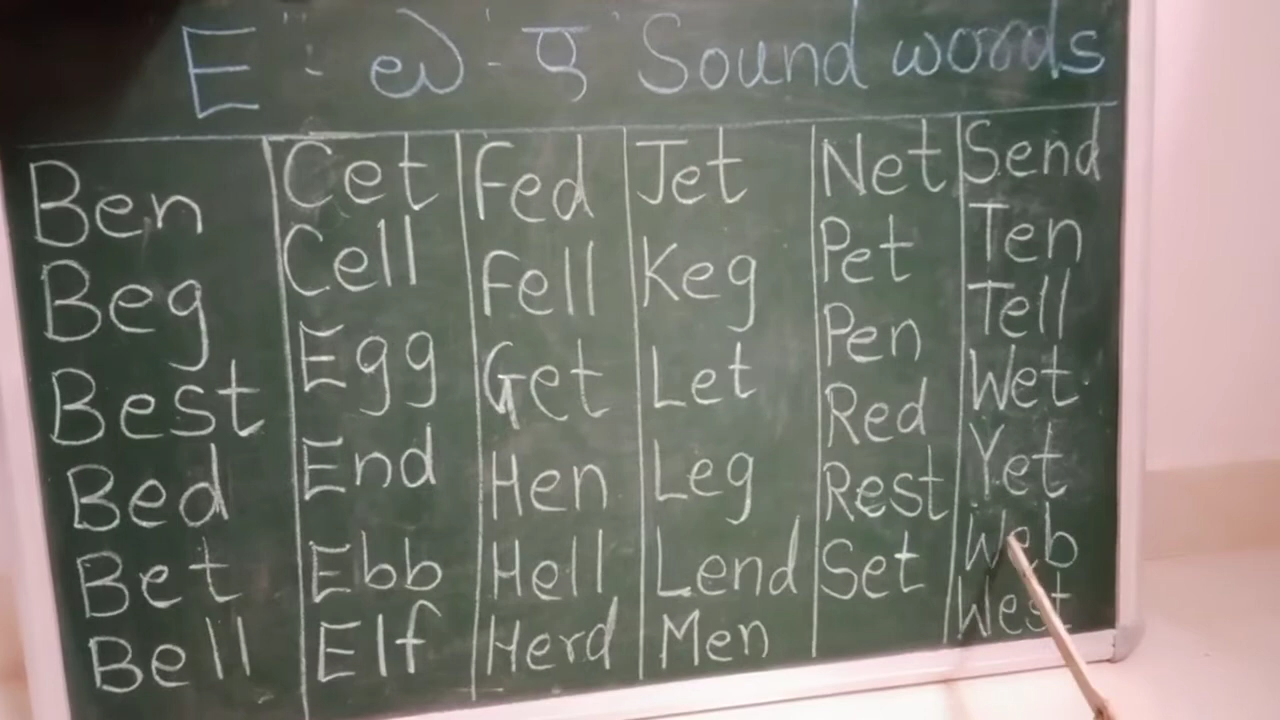 E :- ಎ - ए Sound words
Ben Cet Fed Jet Net Send
Beg Cell Fell Keg Pet Ten
Best Egg Get Let Pen Tell
Bed End Hen Leg Red Wet
Bet Ebb Hell Lend Rest Yet
Bell Elf Herd Men Set Web
West